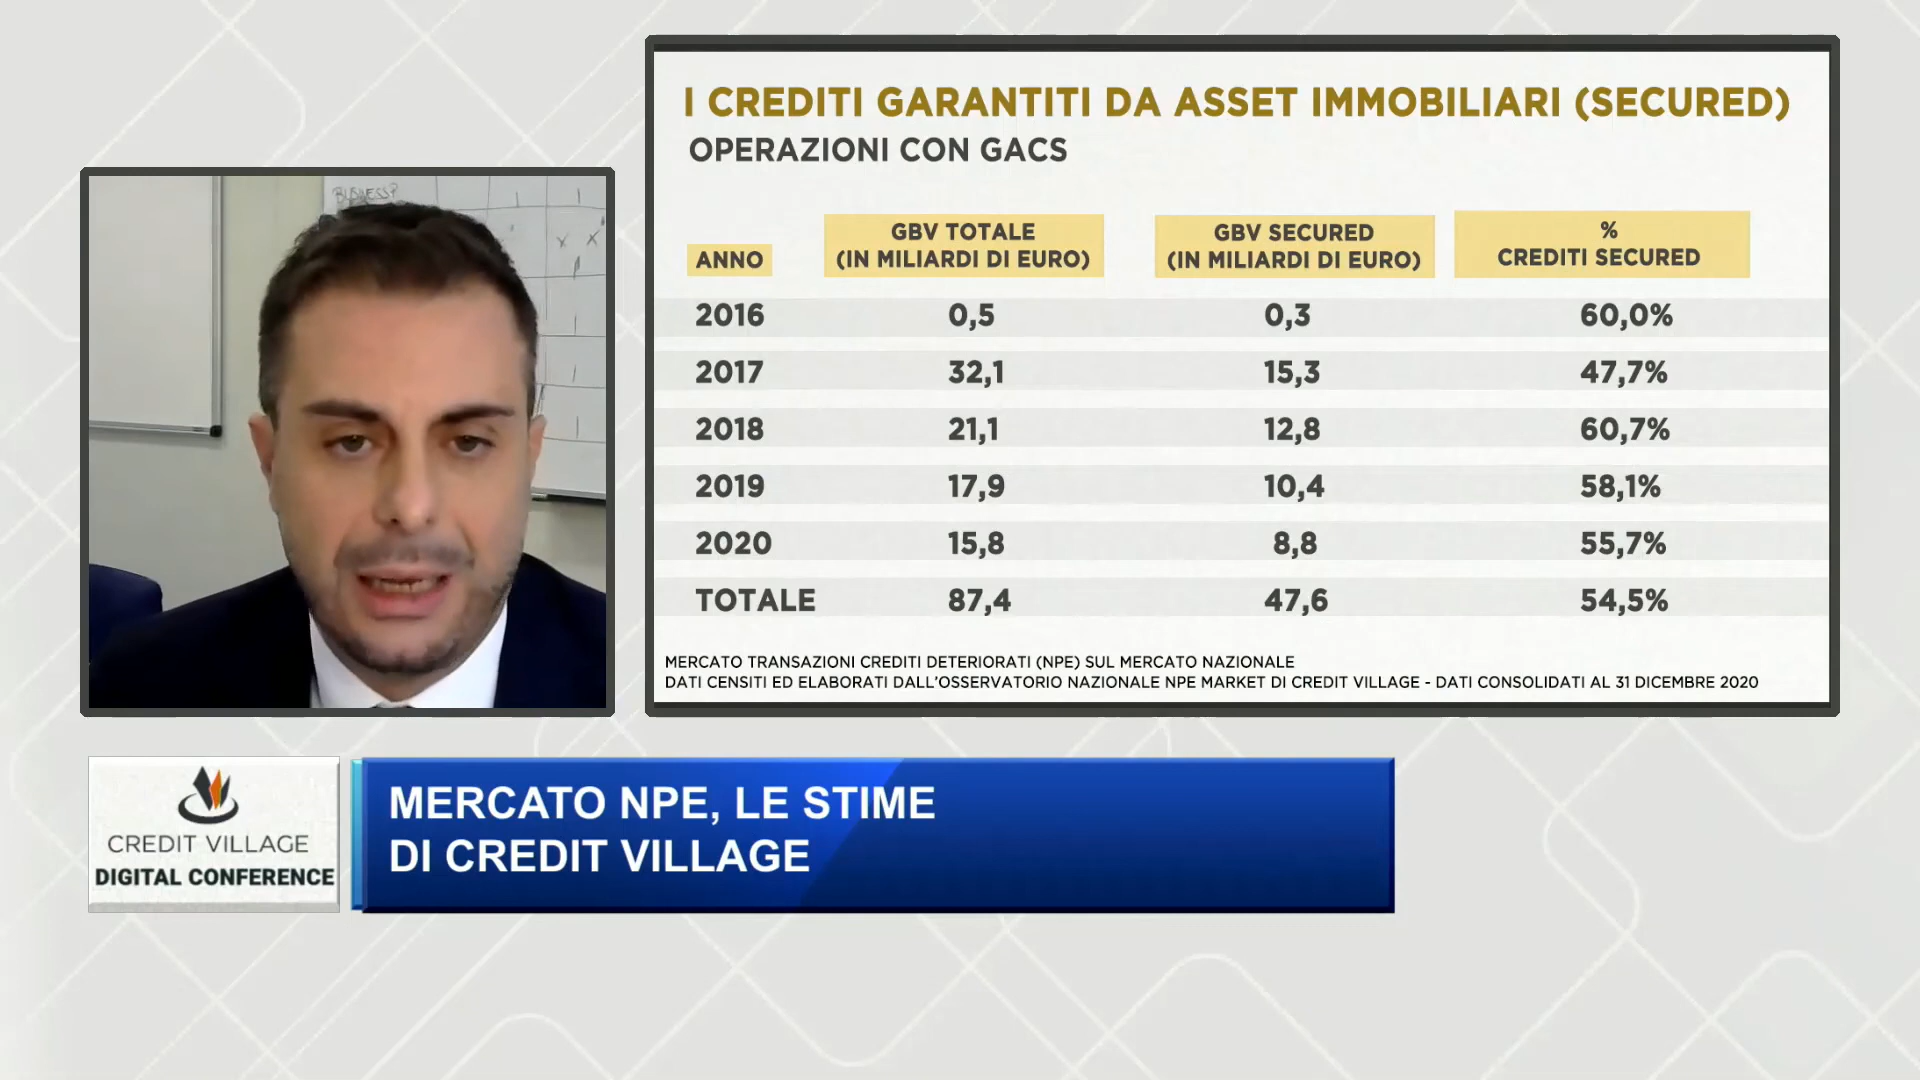 I CREDITI GARANTITI DA ASSET IMMOBILIARI (SECURED)
OPERAZIONI CON GACS
ANNO
GBV TOTALE
(IN MILIARDI DI EURO)
GBV SECURED
(IN MILIARDI DI EURO)
%
CREDITI SECURED
2016 0,5 0,3 60,0%
2017 32,1 15,3 47,7%
2018 21,1 12,8 60,7%
2019 17,9 10,4 58,1%
2020 15,8 8,8 55,7%
TOTALE 87,4 47,6 54,5%
MERCATO TRANSAZIONI CREDITI DETERIORATI (NPE) SUL MERCATO NAZIONALE
DATI CENSITI ED ELABORATI DALL'OSSERVATORIO NAZIONALE NPE MARKET DI CREDIT VILLAGE - DATI CONSOLIDATI AL 31 DICEMBRE 2020
CREDIT VILLAGE
DIGITAL CONFERENCE
MERCATO NPE, LE STIME
DI CREDIT VILLAGE